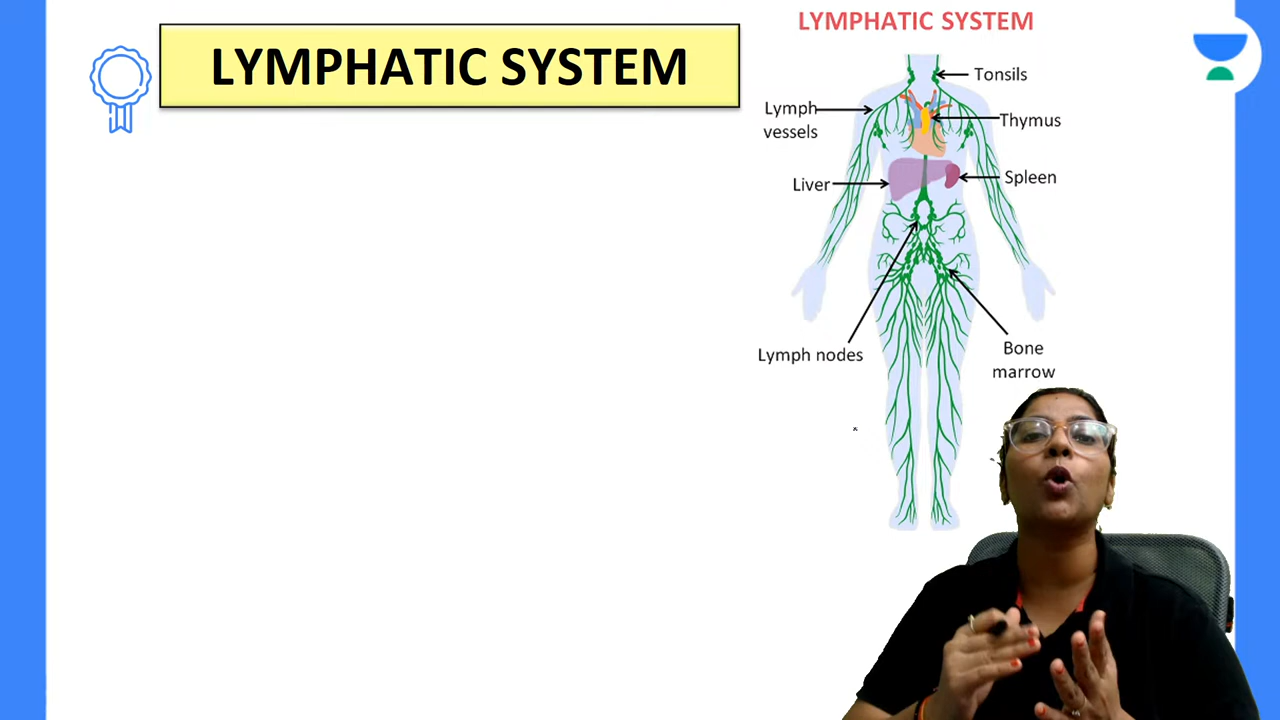 LYMPHATIC SYSTEM
LYMPHATIC SYSTEM
Tonsils
Lymph
vessels
Thymus
Liver
Spleen
Lymph nodes
Bone
marrow